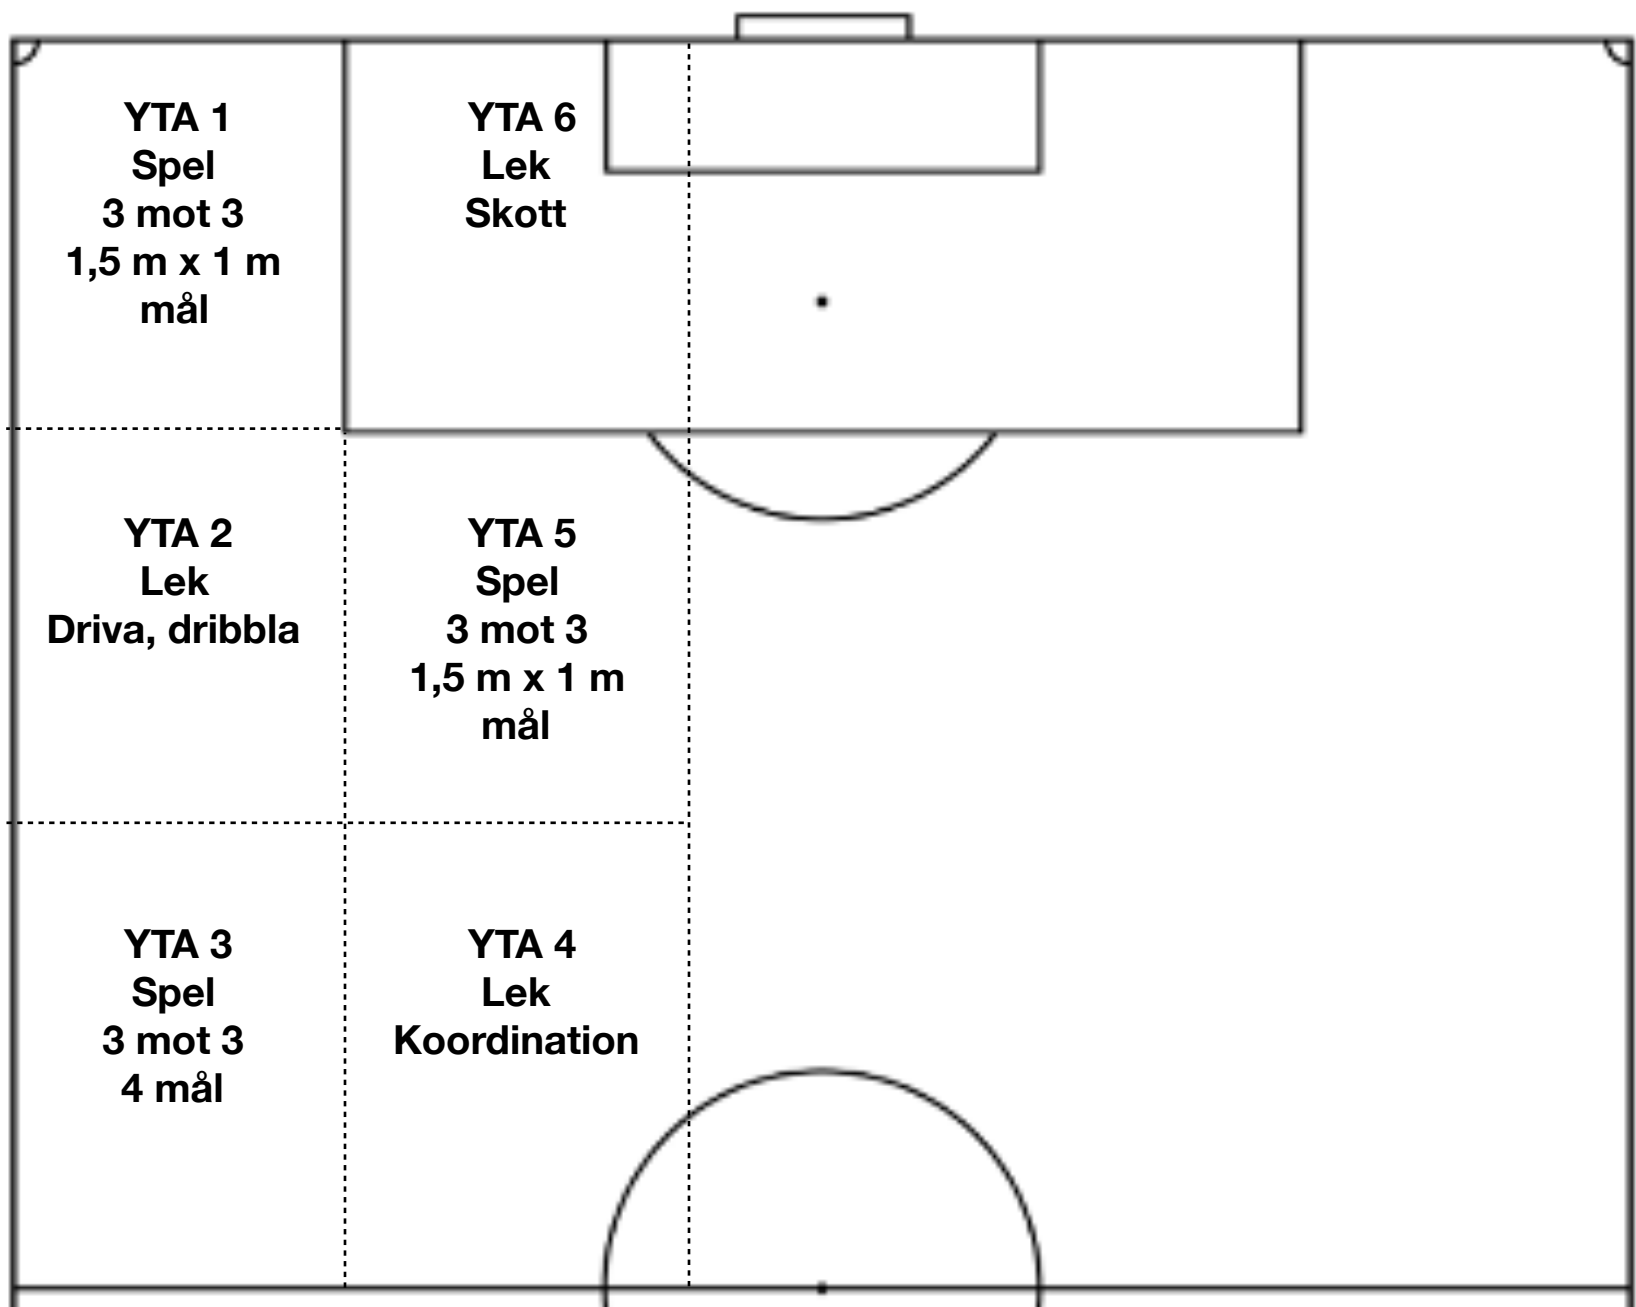 YTA 1
Spel
3 mot 3
1,5 m x 1 m
mål
YTA 6
Lek
Skott
YTA 2
Lek
Driva, dribbla
YTA 5
Spel
3 mot 3
1,5 m x 1 m
mål
YTA 3
Spel
3 mot 3
4 mål
YTA 4
Lek
Koordination